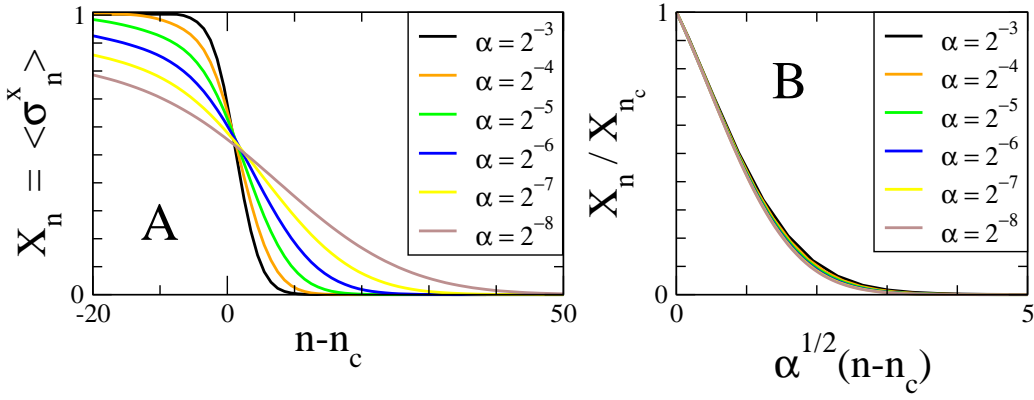 1
X_n = <σ^x_n>
A
α = 2^-3
α = 2^-4
α = 2^-5
α = 2^-6
α = 2^-7
α = 2^-8
0
-20
0
50
n-n_c
1
X_n / X_{n_c}
B
α = 2^-3
α = 2^-4
α = 2^-5
α = 2^-6
α = 2^-7
α = 2^-8
0
0
5
α^{1/2}(n-n_c)